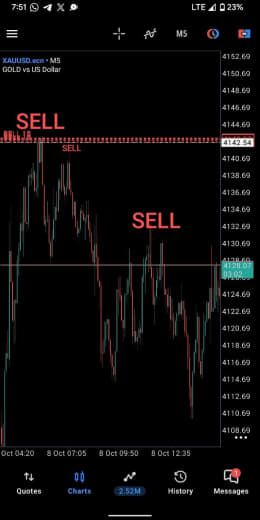 7:51
LTE 23%
M5
XAUUSD.ecn • M5
GOLD vs US Dollar
4152.69
4150.69
4148.69
4146.69
4144.69
SELL
4142.54
SELL
4140.69
4138.69
4136.69
4134.69
SELL
4132.69
4130.69
4128.07
03:02
4126.69
4124.69
4122.69
4120.69
4118.69
4116.69
4114.69
4112.69
4110.69
4108.69
Oct 04:20 8 Oct 07:05 8 Oct 09:50 8 Oct 12:35
2.52M
1
Quotes Charts History Messages